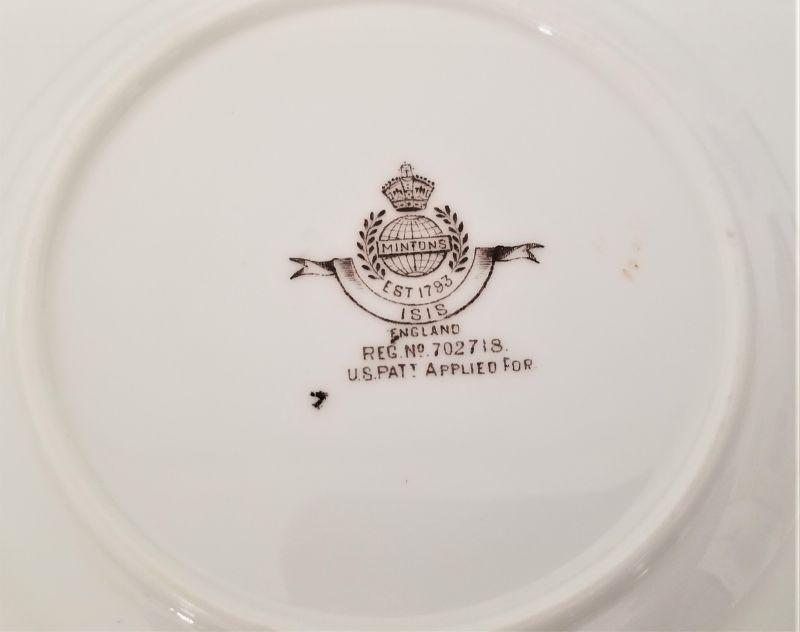 MINTONS
EST 1793
ISIS
ENGLAND
REG. Nº. 702718.
U.S. PATT APPLIED FOR